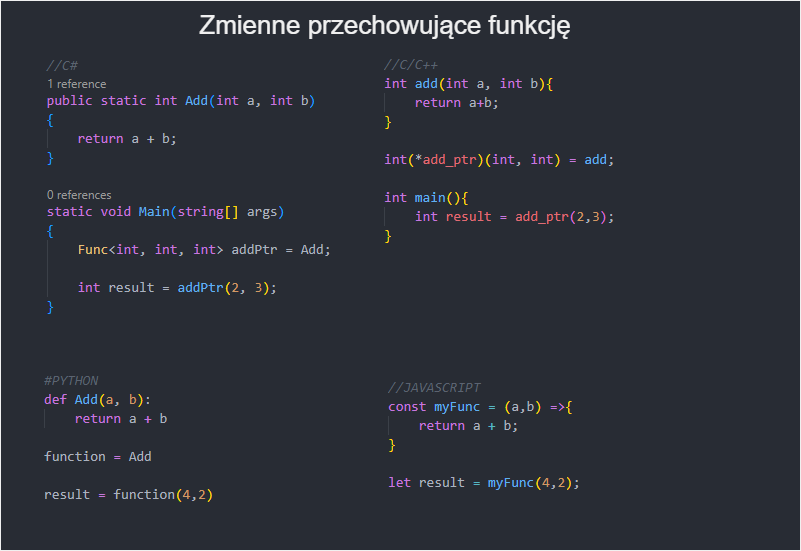 Zmienne przechowujące funkcję
//C#
1 reference
public static int Add(int a, int b)
{
return a + b;
}
0 references
static void Main(string[] args)
{
Func<int, int, int> addPtr = Add;
int result = addPtr(2, 3);
}
//C/C++
int add(int a, int b){
return a+b;
}
int(*add_ptr)(int, int) = add;
int main(){
int result = add_ptr(2,3);
}
#PYTHON
def Add(a, b):
return a + b
function = Add
result = function(4,2)
//JAVASCRIPT
const myFunc = (a,b) =>{
return a + b;
}
let result = myFunc(4,2);